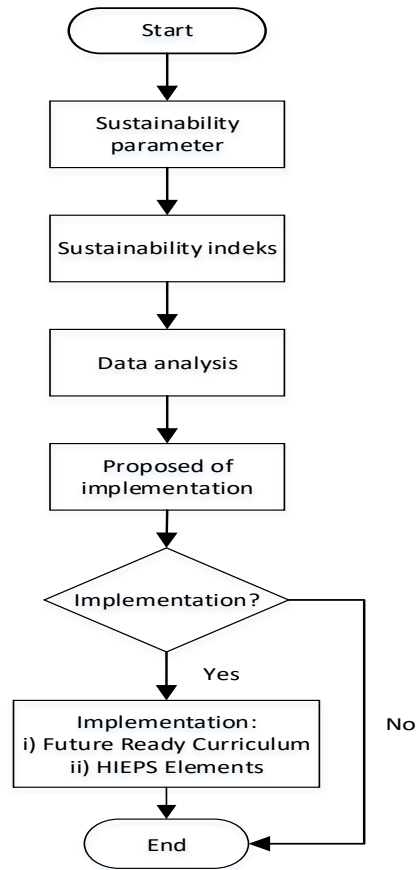 Start
Sustainability
parameter
Sustainability indeks
Data analysis
Proposed of
implementation
Implementation?
Yes
No
Implementation:
i) Future Ready Curriculum
ii) HIEPS Elements
End